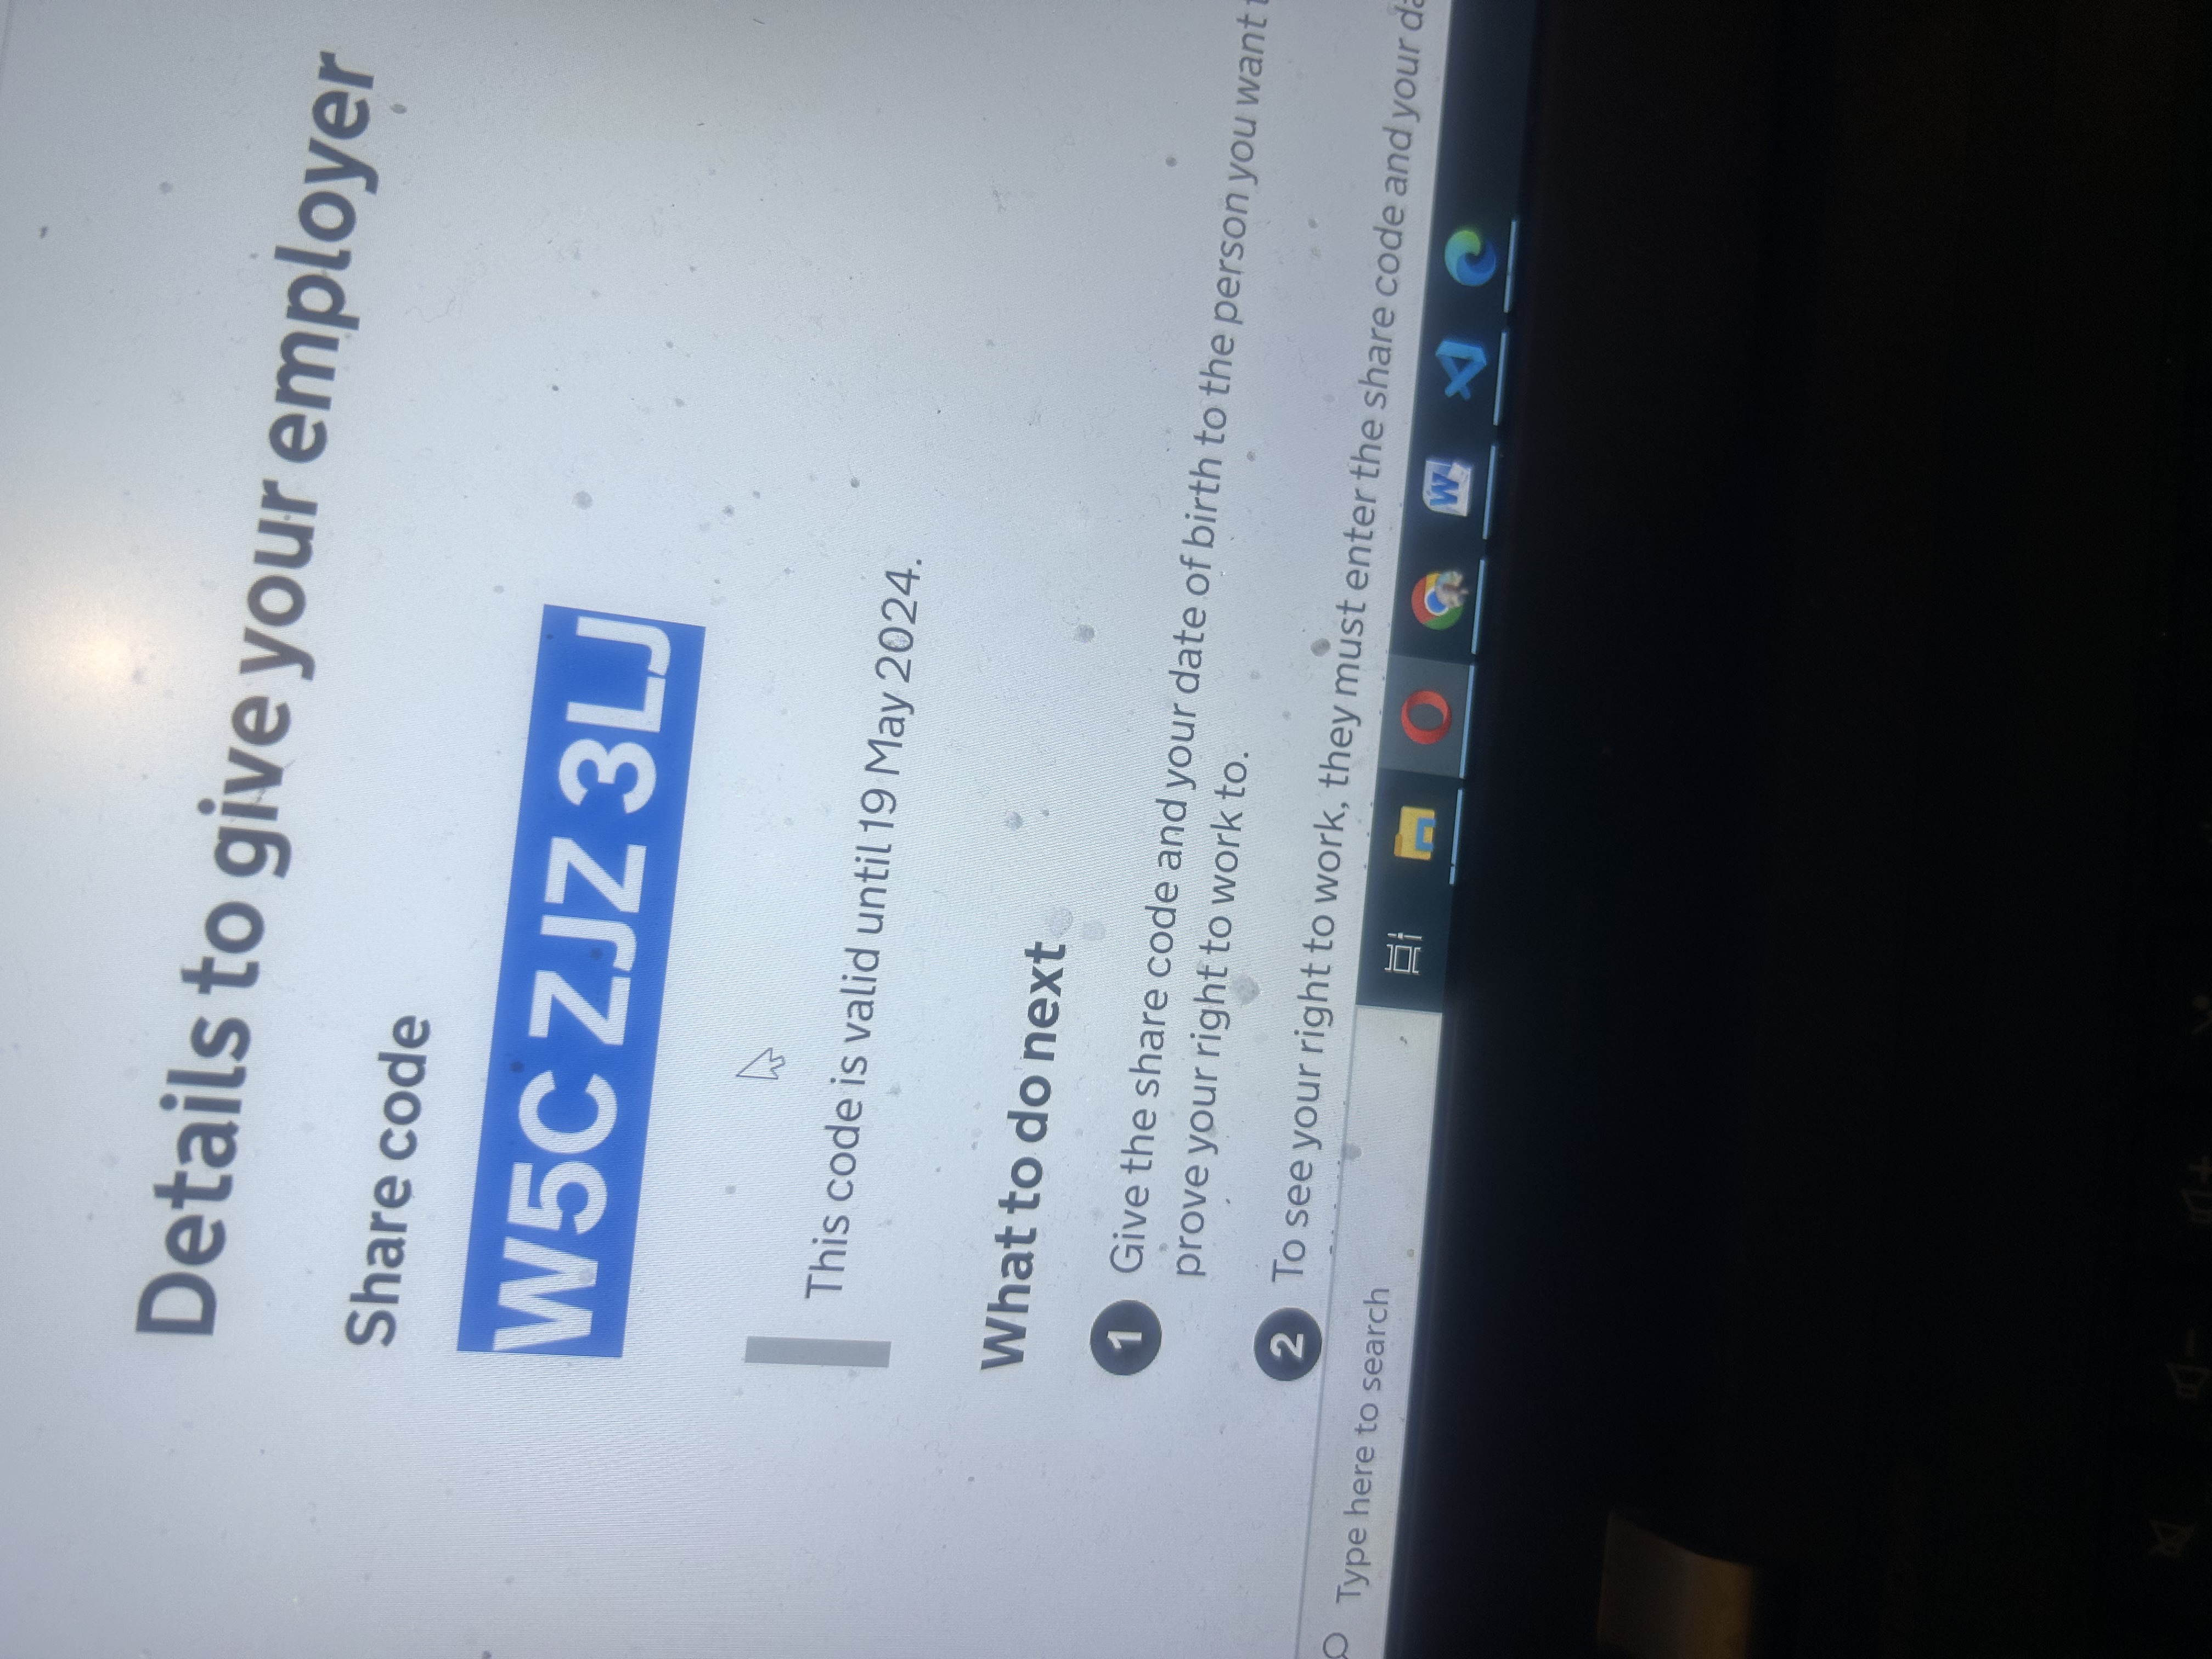 Details to give your employer
Share code
W5C ZJZ 3LJ
This code is valid until 19 May 2024.
What to do next
1 Give the share code and your date of birth to the person you want
prove your right to work to.
2 To see your right to work, they must enter the share code and your
Type here to search
W